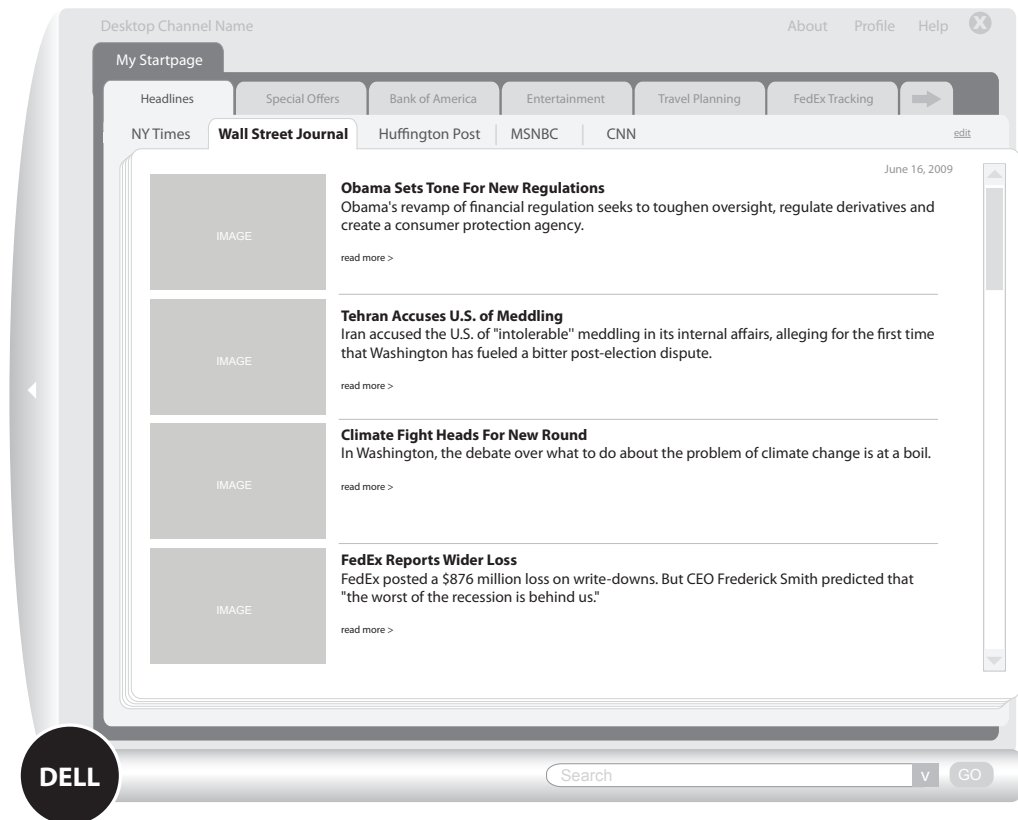 Desktop Channel Name
About Profile Help X
My Startpage
Headlines Special Offers Bank of America Entertainment Travel Planning FedEx Tracking
NY Times Wall Street Journal Huffington Post MSNBC CNN edit
June 16, 2009
IMAGE
Obama Sets Tone For New Regulations
Obama's revamp of financial regulation seeks to toughen oversight, regulate derivatives and
create a consumer protection agency.
read more >
IMAGE
Tehran Accuses U.S. of Meddling
Iran accused the U.S. of "intolerable" meddling in its internal affairs, alleging for the first time
that Washington has fueled a bitter post-election dispute.
read more >
IMAGE
Climate Fight Heads For New Round
In Washington, the debate over what to do about the problem of climate change is at a boil.
read more >
IMAGE
FedEx Reports Wider Loss
FedEx posted a $876 million loss on write-downs. But CEO Frederick Smith predicted that
"the worst of the recession is behind us."
read more >
DELL
Search V GO